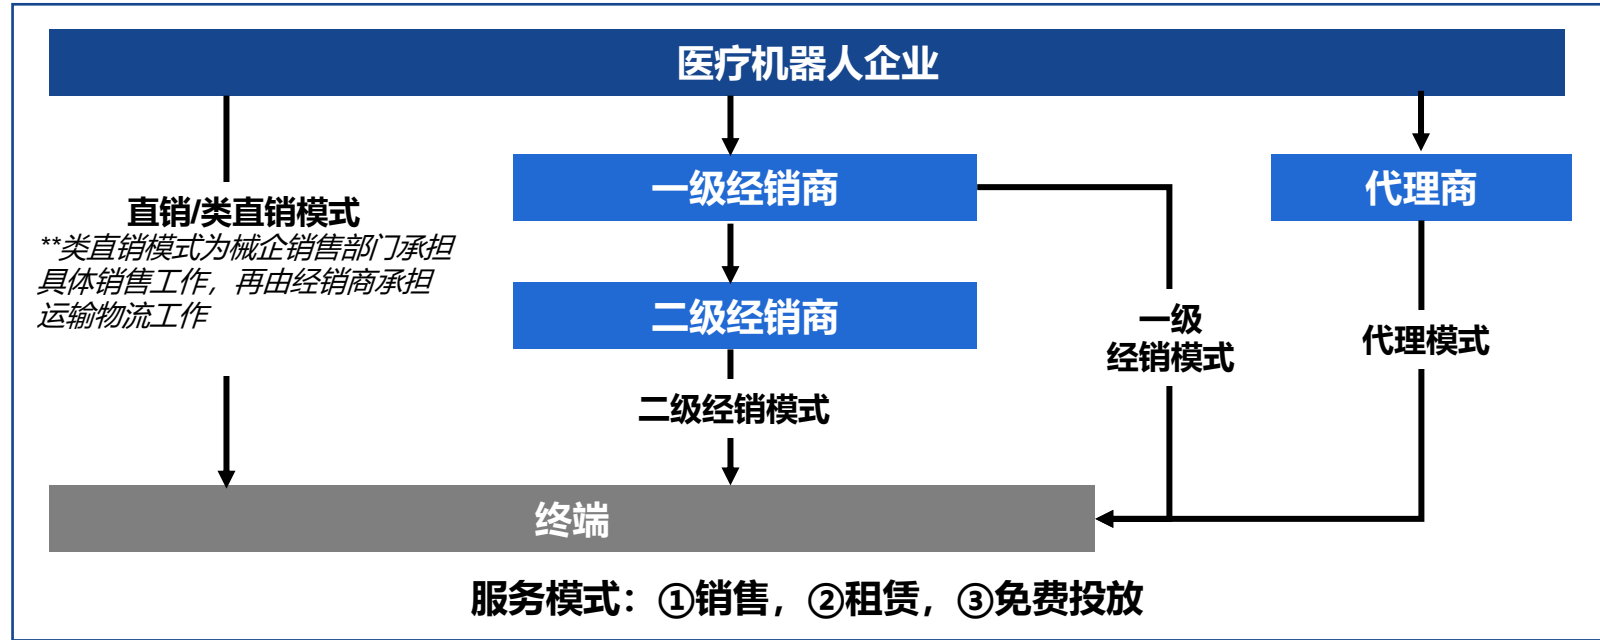 医疗机器人企业
一级经销商
代理商
直销/类直销模式
**类直销模式为械企销售部门承担
具体销售工作，再由经销商承担
运输物流工作
二级经销商
一级
经销模式
代理模式
二级经销模式
终端
服务模式：①销售，②租赁，③免费投放